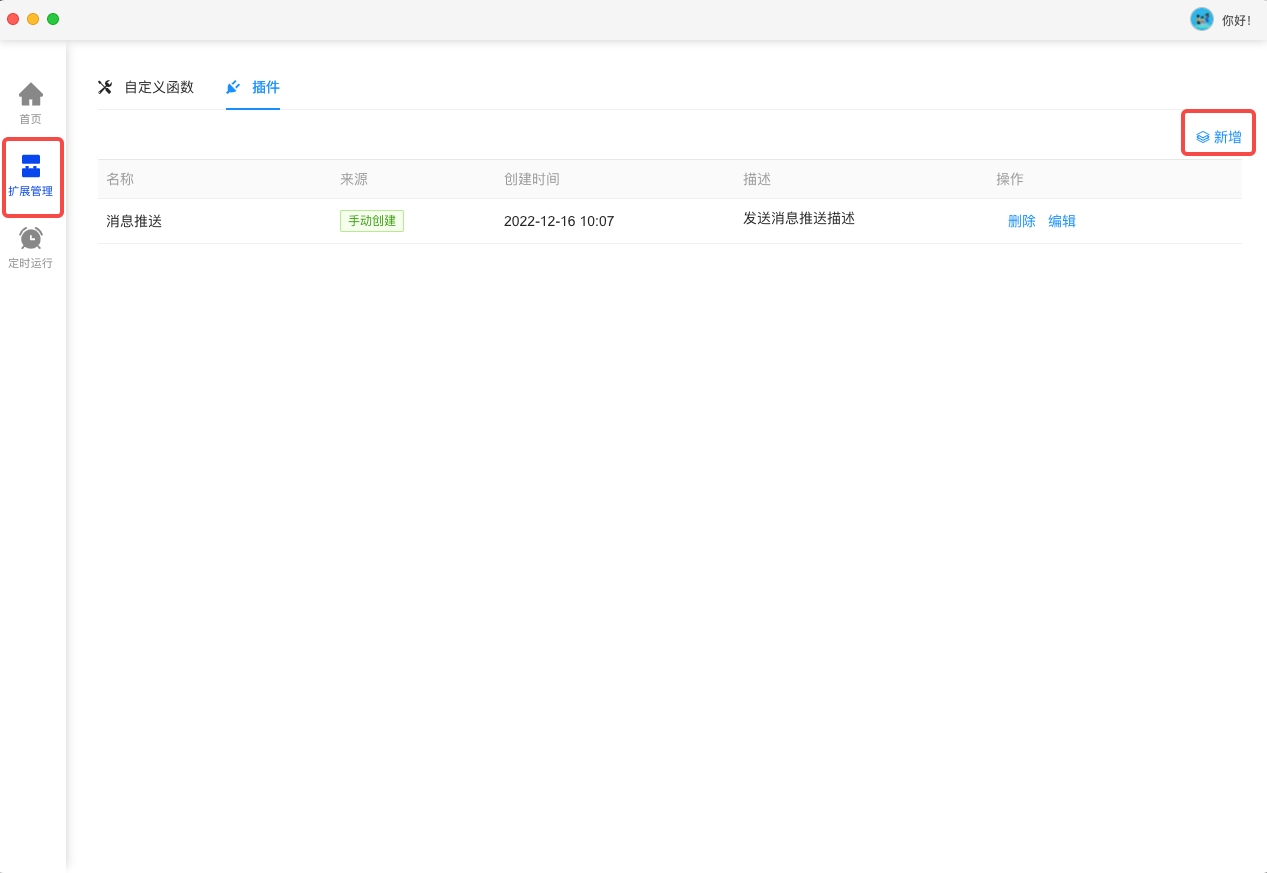 你好!
首页
扩展管理
定时运行
自定义函数 插件
新增
名称 来源 创建时间 描述 操作
消息推送 手动创建 2022-12-16 10:07 发送消息推送描述 删除 编辑